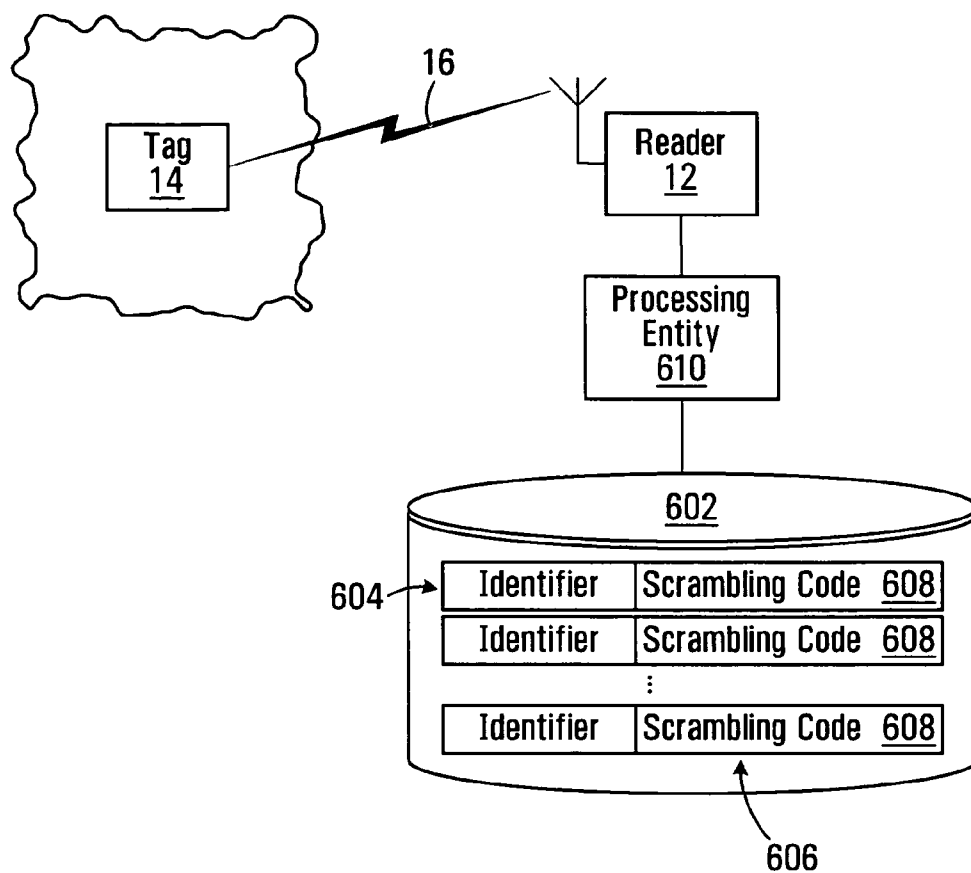 16
Tag
14
Reader
12
Processing
Entity
610
602
604
Identifier Scrambling Code 608
Identifier Scrambling Code 608
⋮
Identifier Scrambling Code 608
606